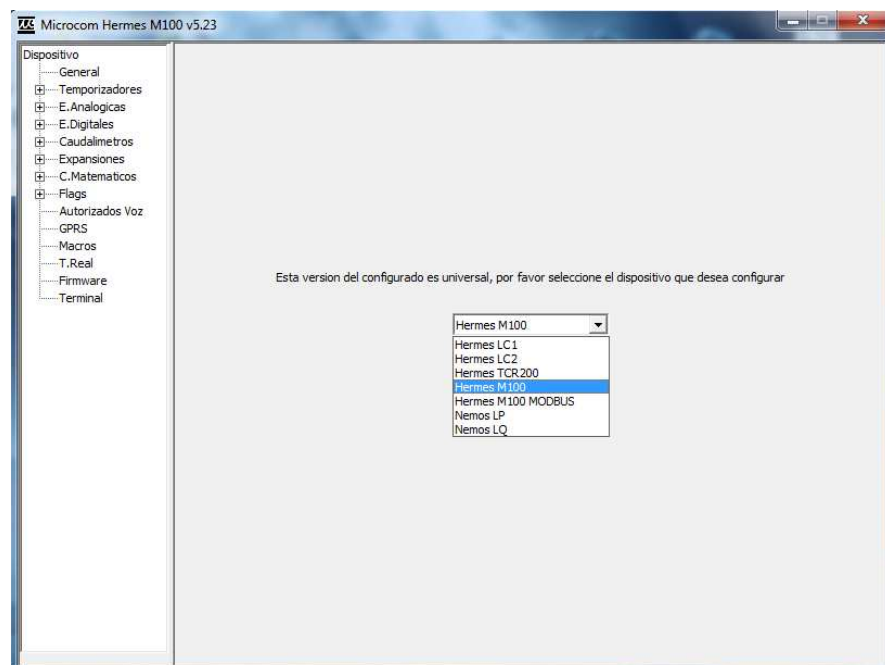 Microcom Hermes M100 v5.23
Dispositivo
General
Temporizadores
E.Analogicas
E.Digitales
Caudalimetros
Expansiones
C.Matematicos
Flags
Autorizados Voz
GPRS
Macros
T.Real
Firmware
Terminal
Esta version del configurado es universal, por favor seleccione el dispositivo que desea configurar
Hermes M100
Hermes LC1
Hermes LC2
Hermes TCR200
Hermes M100
Hermes M100 MODBUS
Nemos LP
Nemos LQ